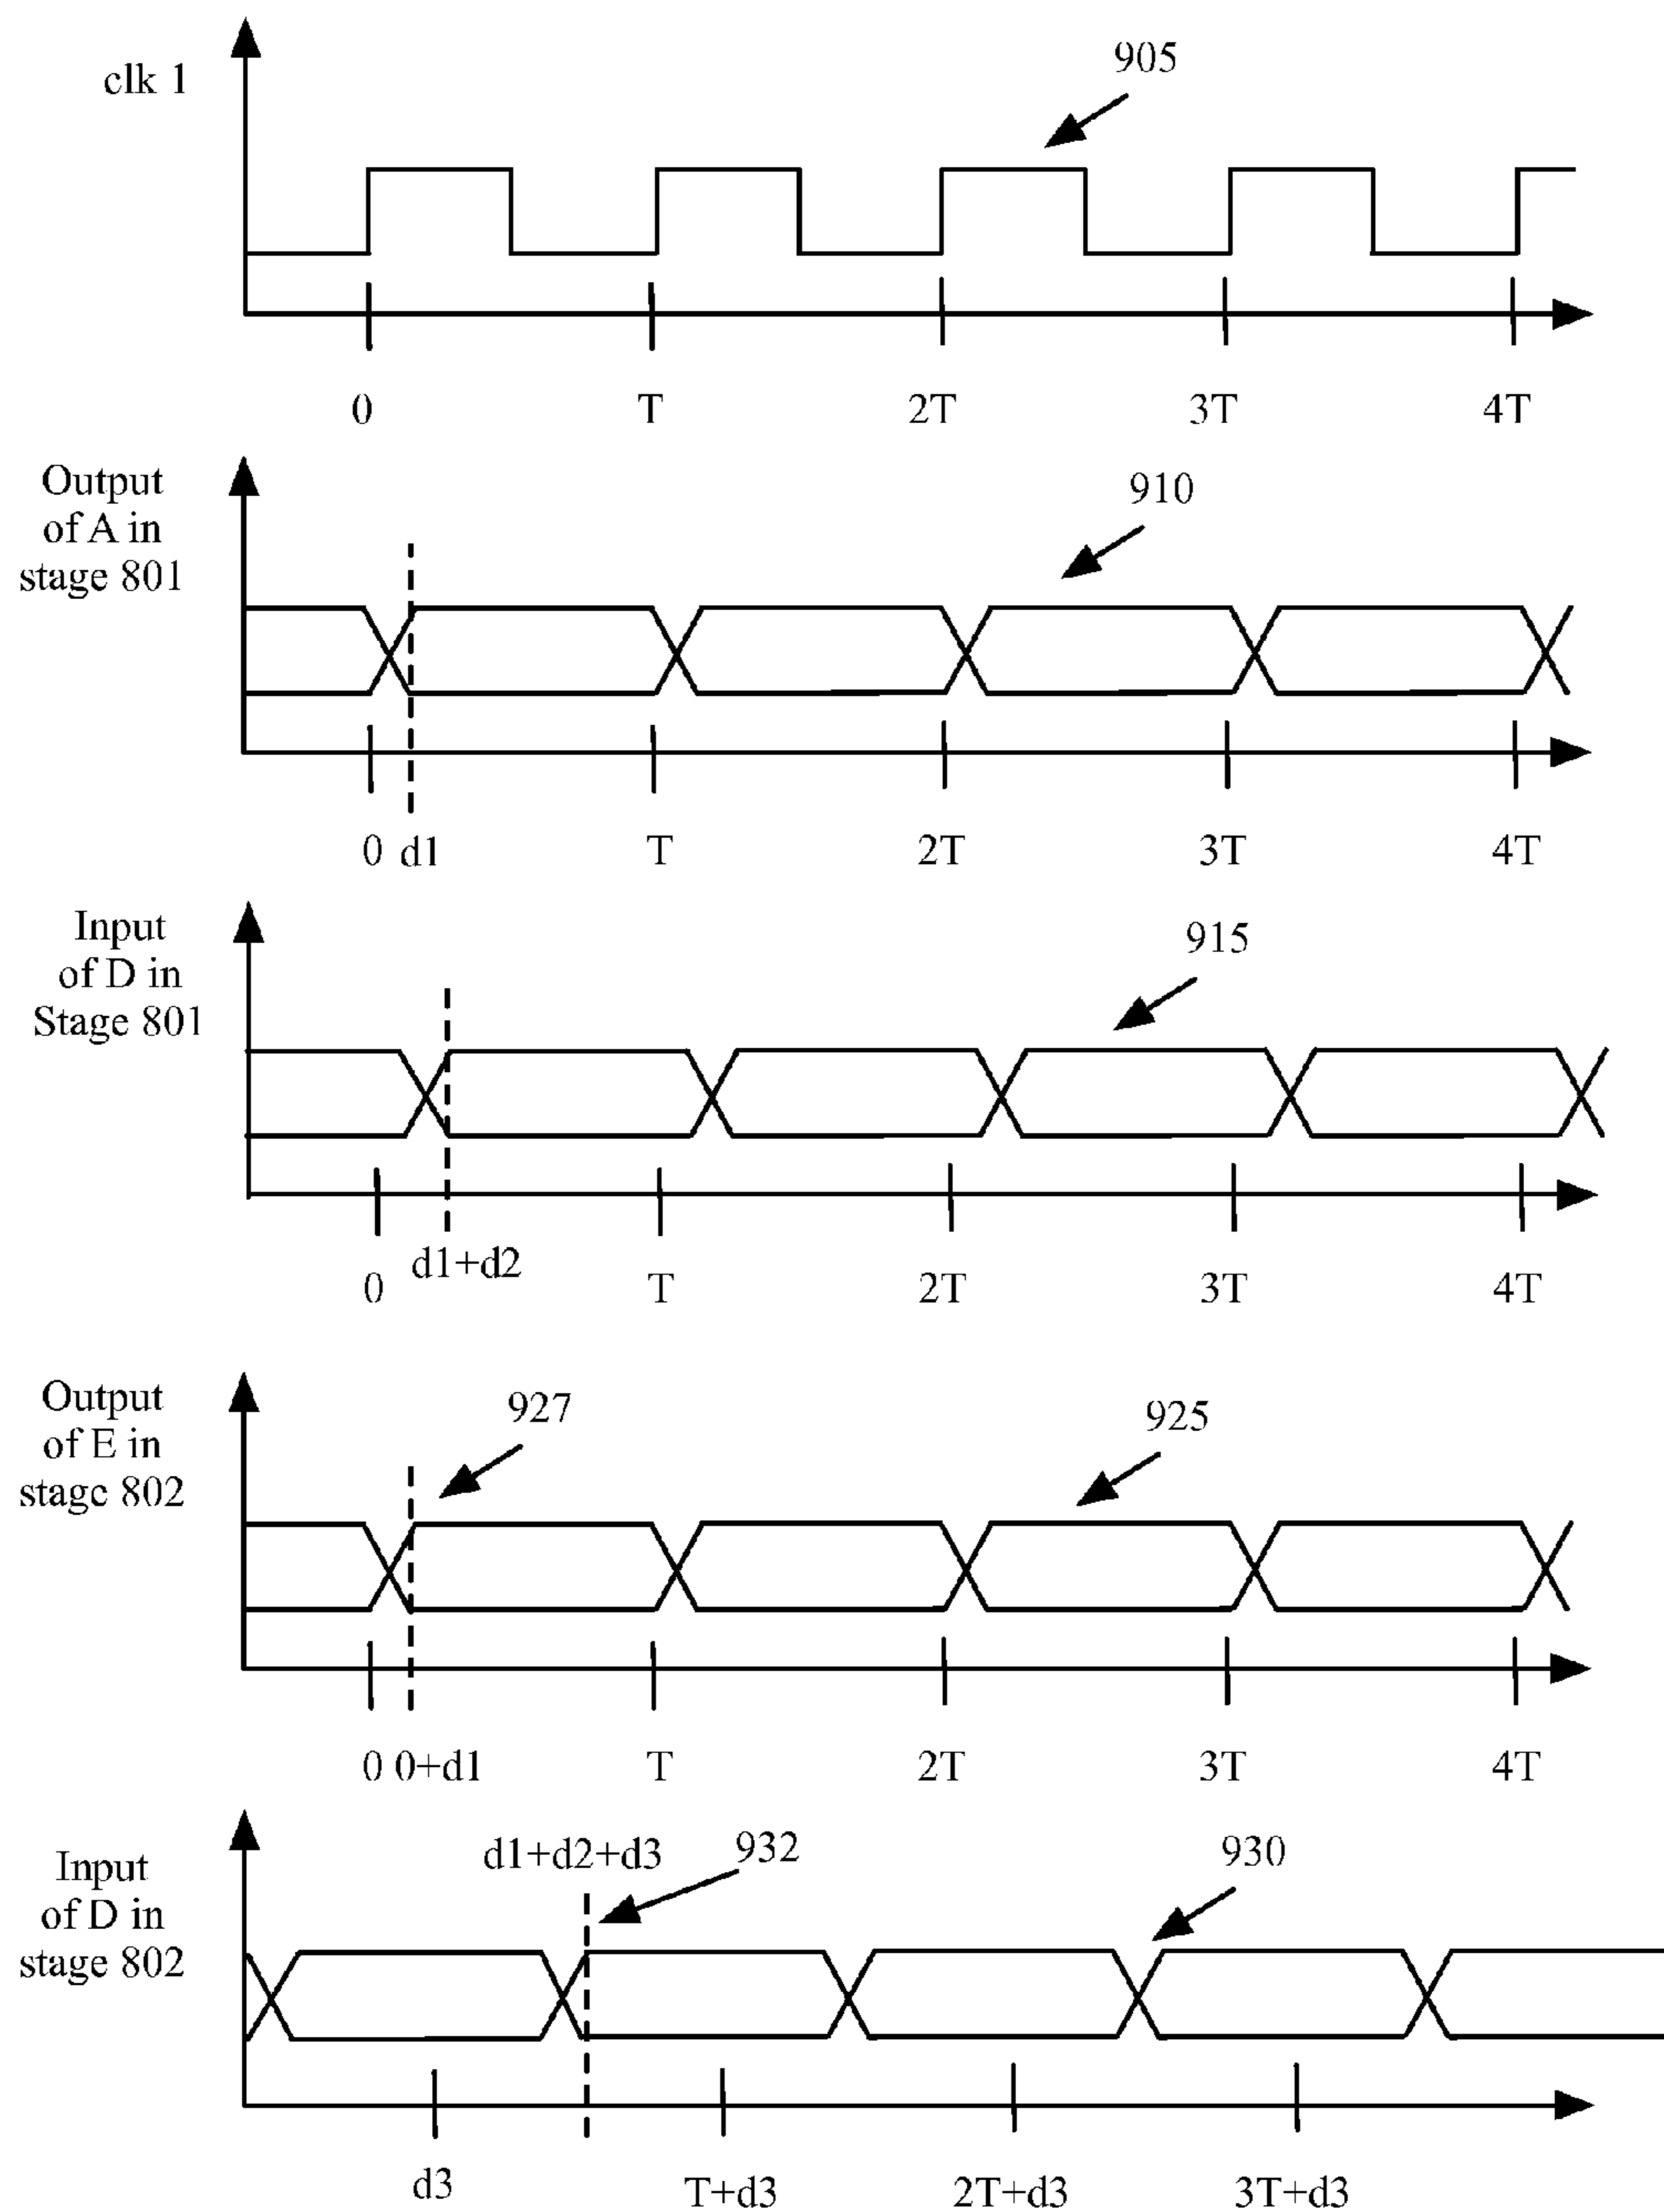 clk 1
905
0 T 2T 3T 4T
Output
of A in
stage 801
910
0 d1 T 2T 3T 4T
Input
of D in
Stage 801
915
d1+d2
0 T 2T 3T 4T
Output
of E in
stage 802
927
925
0 0+d1 T 2T 3T 4T
Input
of D in
stage 802
d1+d2+d3
932
930
d3 T+d3 2T+d3 3T+d3